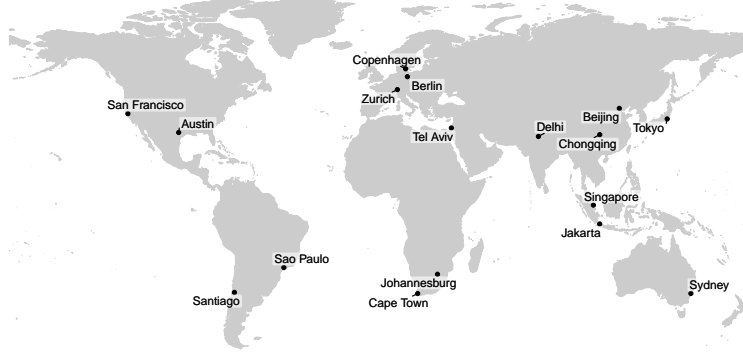 Copenhagen
Berlin
Zurich
San Francisco
Austin
Tel Aviv
Beijing
Tokyo
Delhi
Chongqing
Singapore
Jakarta
Sao Paulo
Johannesburg
Sydney
Santiago
Cape Town